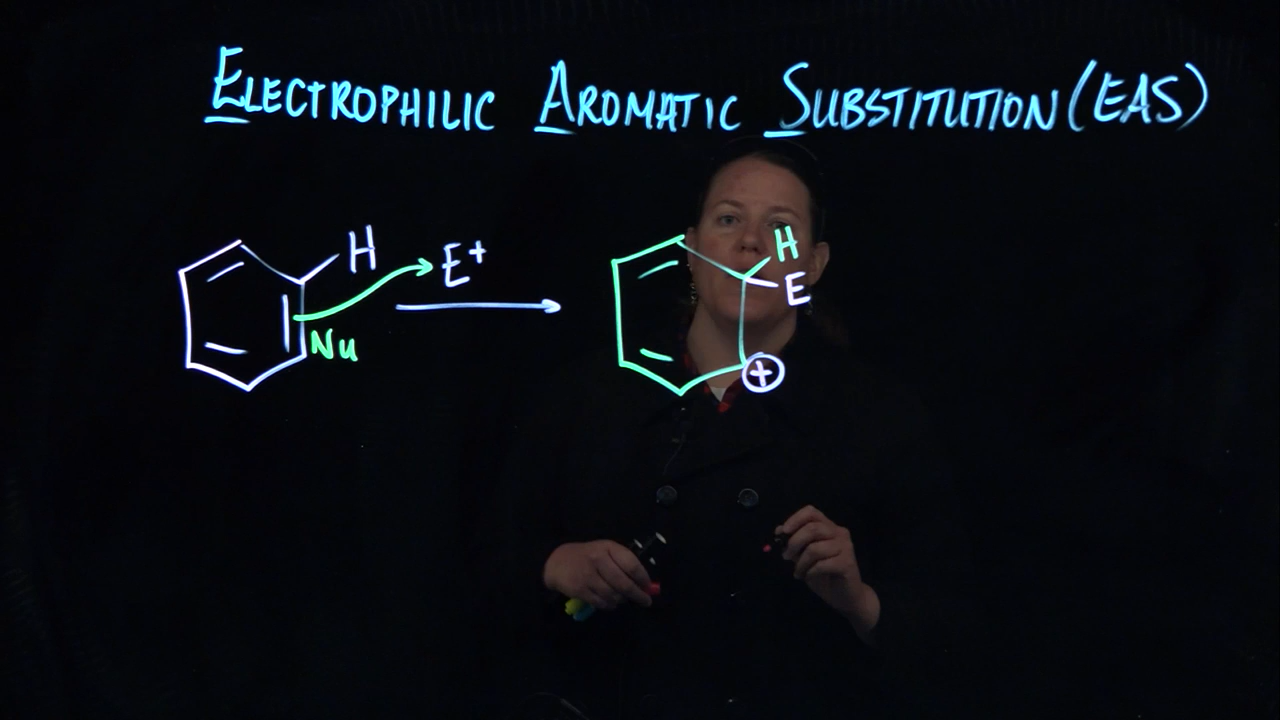 ELECTROPHILIC AROMATIC SUBSTITUTION (EAS)
H E+
Nu
H
E
+